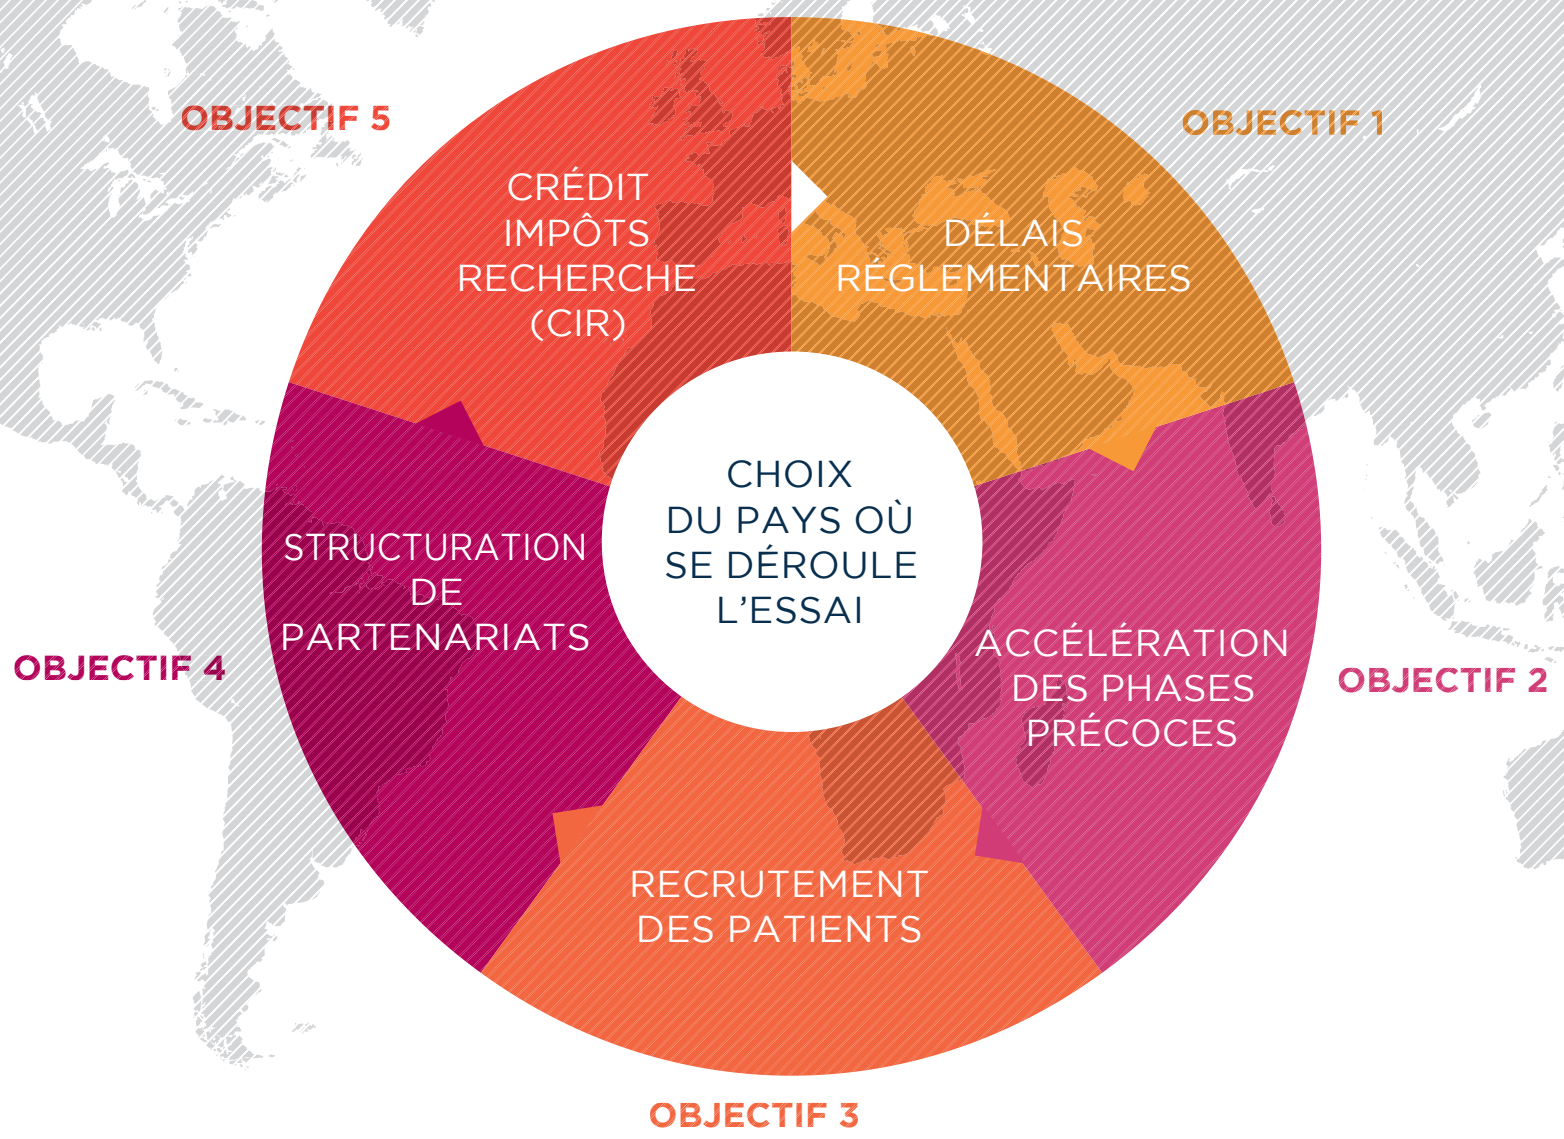 OBJECTIF 1
DÉLAIS
RÉGLEMENTAIRES
OBJECTIF 2
ACCÉLÉRATION
DES PHASES
PRÉCOCES
OBJECTIF 3
RECRUTEMENT
DES PATIENTS
OBJECTIF 4
STRUCTURATION
DE
PARTENARIATS
OBJECTIF 5
CRÉDIT
IMPÔTS
RECHERCHE
(CIR)
CHOIX
DU PAYS OÙ
SE DÉROULE
L’ESSAI